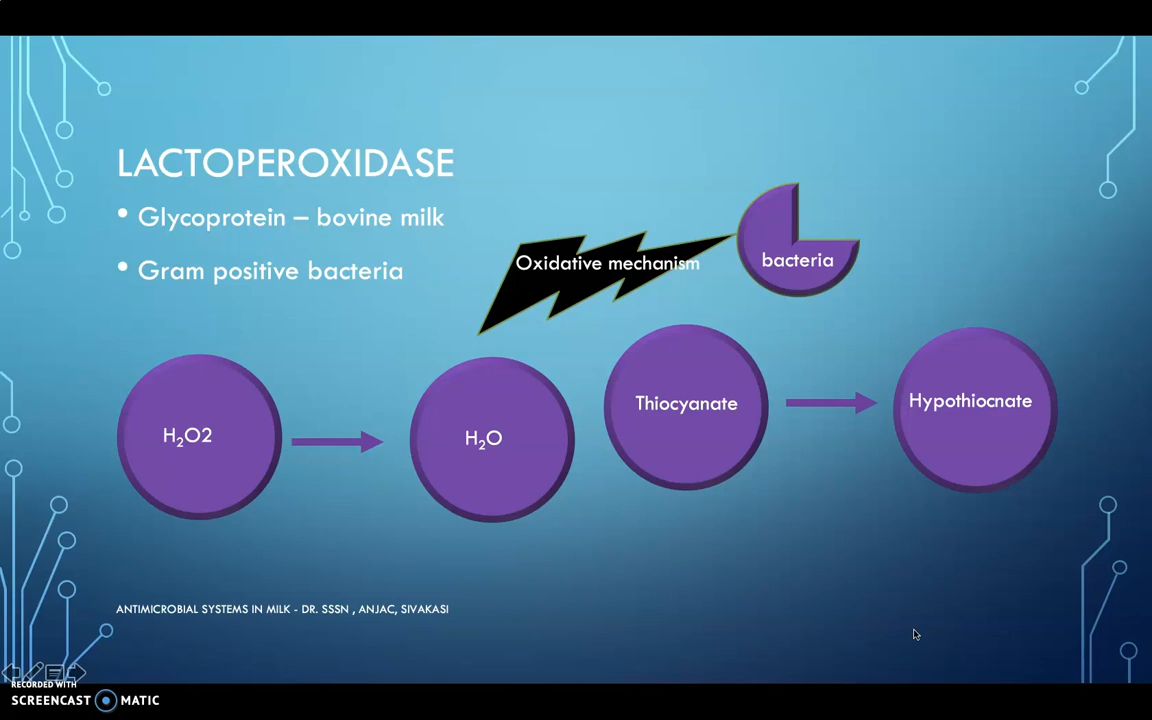 LACTOPEROXIDASE
• Glycoprotein – bovine milk
• Gram positive bacteria
Oxidative mechanism
bacteria
H₂O2
H₂O
Thiocyanate
Hypothiocnate
ANTIMICROBIAL SYSTEMS IN MILK - DR. SSSN , ANJAC, SIVAKASI
RECORDED WITH
SCREENCAST MATIC